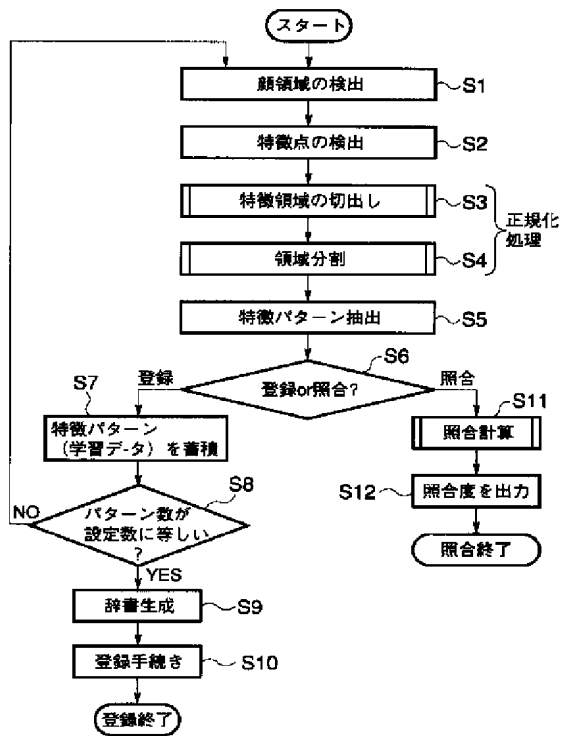 スタート
顔領域の検出
S1
特徴点の検出
S2
特徴領域の切出し
S3
正規化
処理
領域分割
S4
特徴パターン抽出
S5
S6
登録or照合?
登録
照合
S7
特徴パターン
(学習データ)を蓄積
S11
照合計算
S8
パターン数が
設定数に等しい
?
NO
YES
S12
照合度を出力
照合終了
辞書生成
S9
登録手続き
S10
登録終了